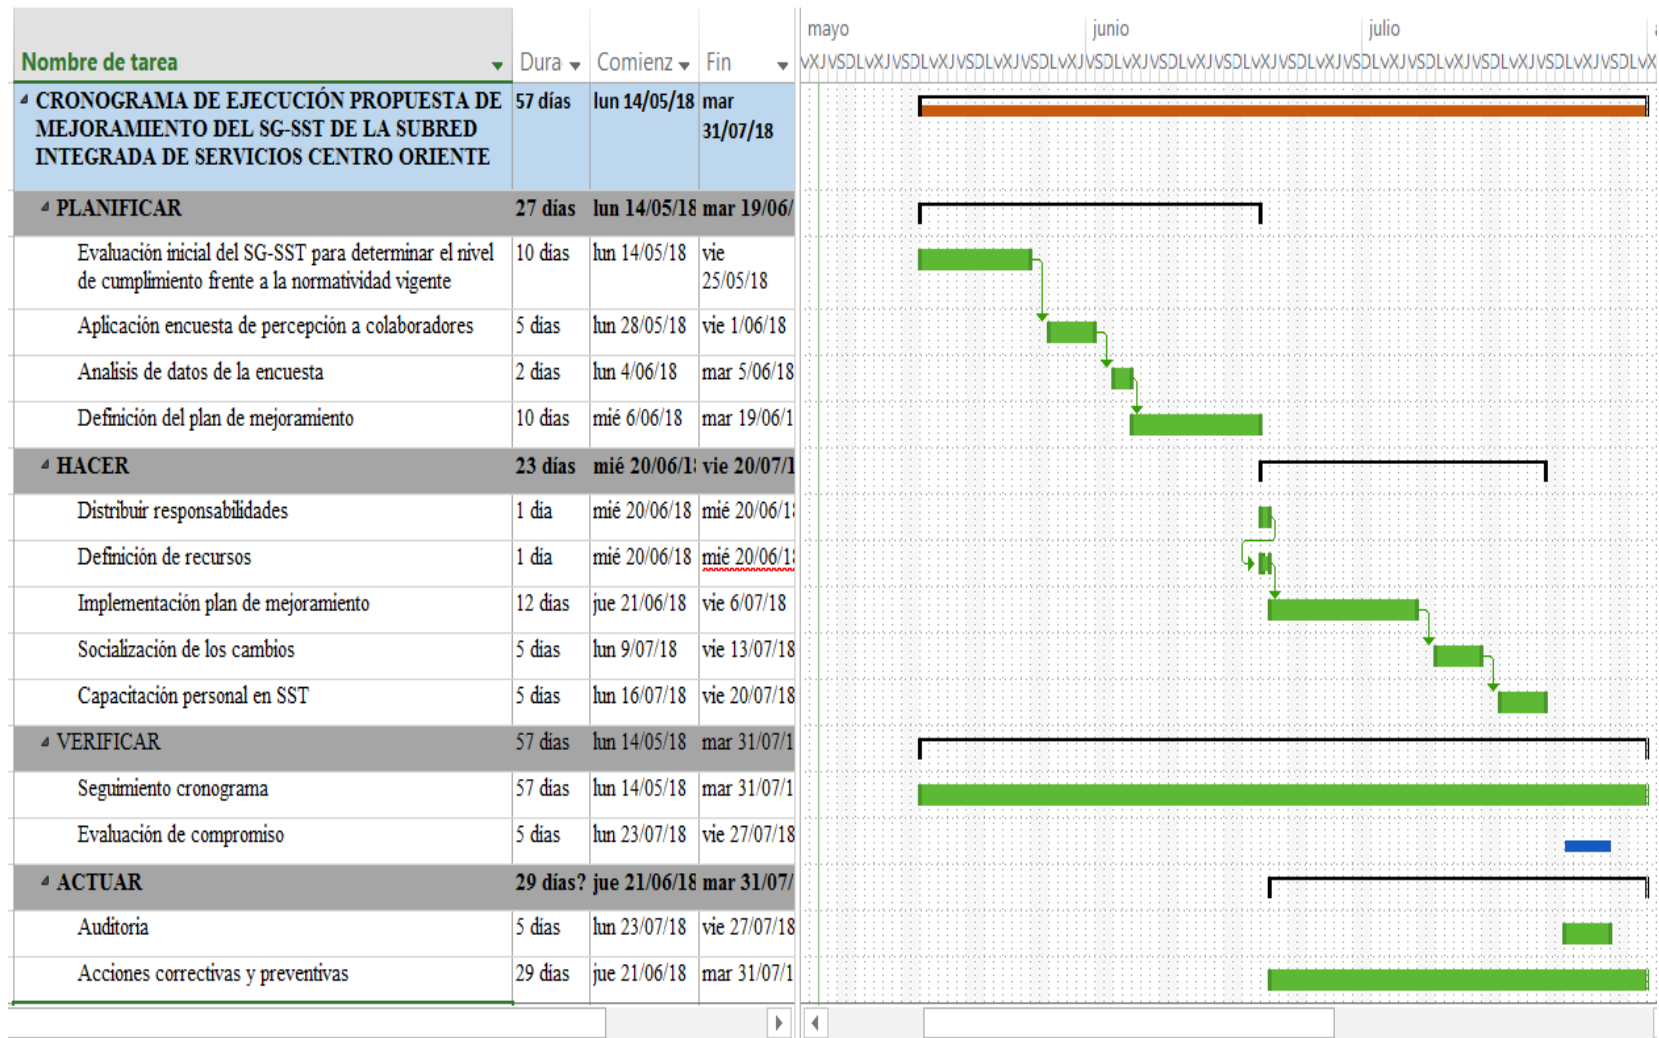 mayo junio julio
Nombre de tarea Dura Comienz Fin VXJVSDLVXJVSDLVXJVSDLVXJVSDLVXJVSDLVXJVSDLVXJVSDLVXJVSDLVXJVSDLVXJVSDLVXJVSDLVXJVSDLVX
CRONOGRAMA DE EJECUCIÓN PROPUESTA DE 57 días lun 14/05/18 mar
MEJORAMIENTO DEL SG-SST DE LA SUBRED 31/07/18
INTEGRADA DE SERVICIOS CENTRO ORIENTE
PLANIFICAR 27 días lun 14/05/18 mar 19/06/
Evaluación inicial del SG-SST para determinar el nivel 10 días lun 14/05/18 vie
de cumplimiento frente a la normatividad vigente 25/05/18
Aplicación encuesta de percepción a colaboradores 5 días lun 28/05/18 vie 1/06/18
Analisis de datos de la encuesta 2 días lun 4/06/18 mar 5/06/18
Definición del plan de mejoramiento 10 días mié 6/06/18 mar 19/06/1
HACER 23 días mié 20/06/1 vie 20/07/1
Distribuir responsabilidades 1 día mié 20/06/18 mié 20/06/1
Definición de recursos 1 día mié 20/06/18 mié 20/06/1
Implementación plan de mejoramiento 12 días jue 21/06/18 vie 6/07/18
Socialización de los cambios 5 días lun 9/07/18 vie 13/07/18
Capacitación personal en SST 5 días lun 16/07/18 vie 20/07/18
VERIFICAR 57 días lun 14/05/18 mar 31/07/1
Seguimiento cronograma 57 días lun 14/05/18 mar 31/07/1
Evaluación de compromiso 5 días lun 23/07/18 vie 27/07/18
ACTUAR 29 días? jue 21/06/18 mar 31/07/
Auditoria 5 días lun 23/07/18 vie 27/07/18
Acciones correctivas y preventivas 29 días jue 21/06/18 mar 31/07/1